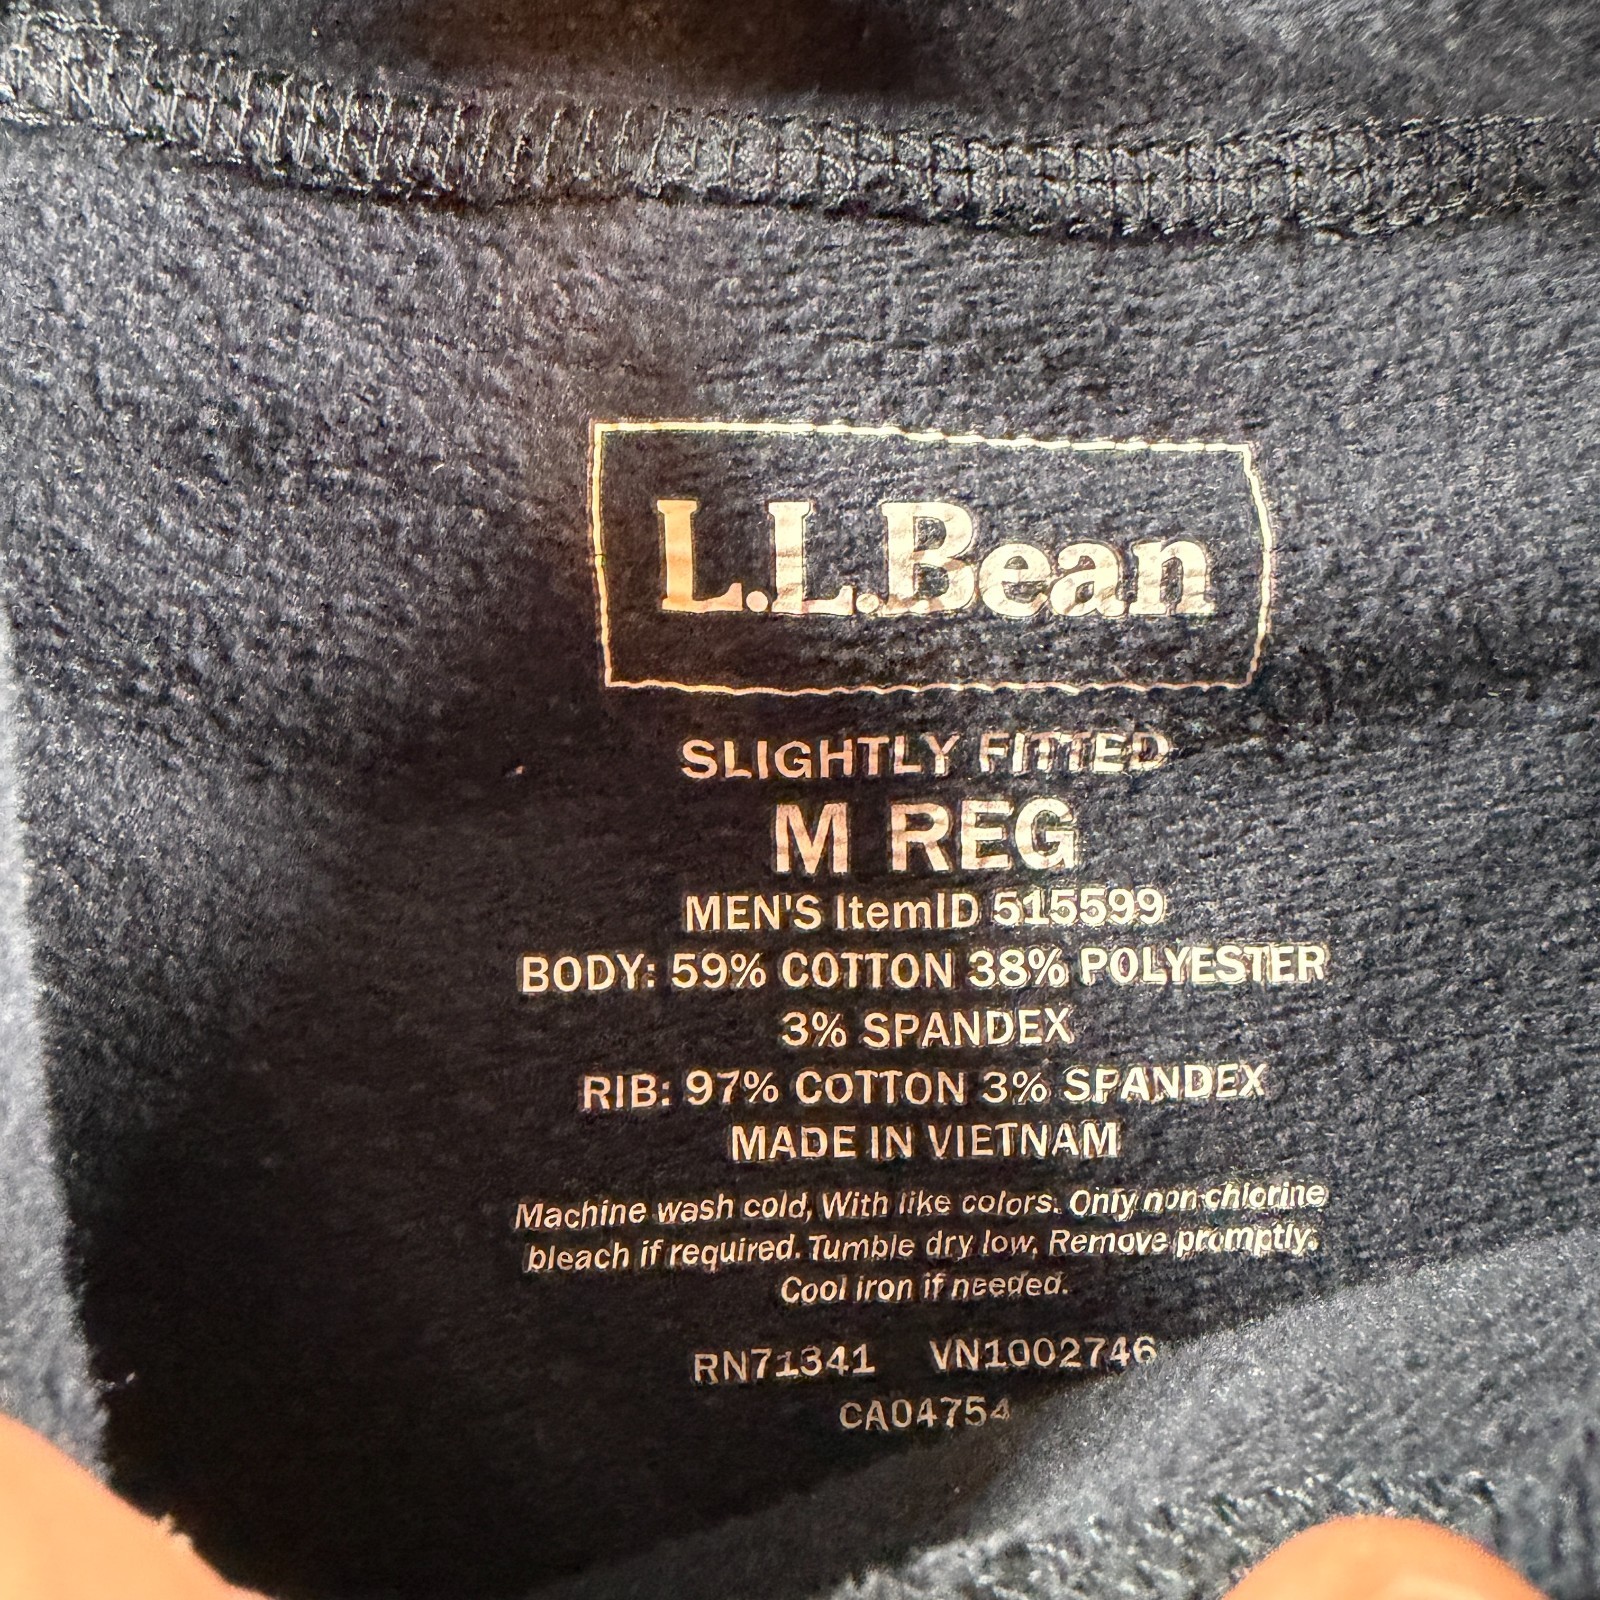 L.L.Bean
SLIGHTLY FITTED
M REG
MEN'S ItemID 515599
BODY: 59% COTTON 38% POLYESTER
3% SPANDEX
RIB: 97% COTTON 3% SPANDEX
MADE IN VIETNAM
Machine wash cold, With like colors. Only non-chlorine
bleach if required. Tumble dry low. Remove promptly.
Cool iron if needed.
RN71341 VN1002746
CA04754